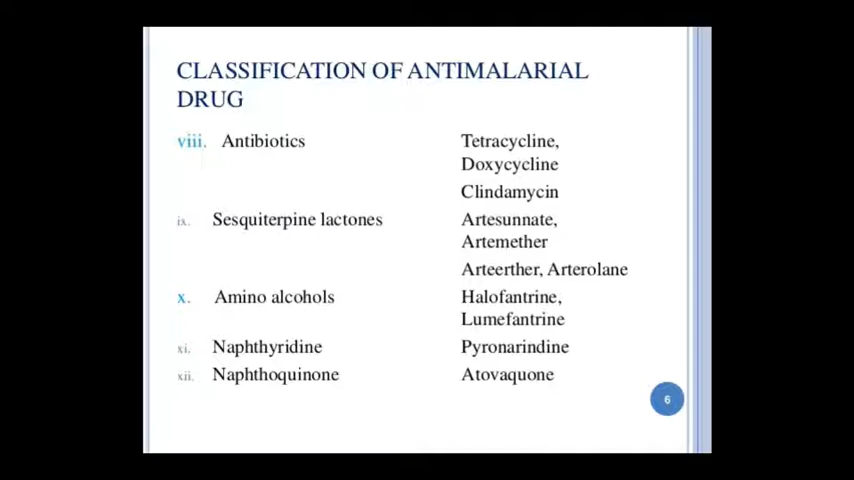 CLASSIFICATION OF ANTIMALARIAL
DRUG
viii. Antibiotics Tetracycline,
Doxycycline
Clindamycin
ix. Sesquiterpine lactones Artesunnate,
Artemether
Arteerther, Arterolane
x. Amino alcohols Halofantrine,
Lumefantrine
xi. Naphthyridine Pyronarindine
xii. Naphthoquinone Atovaquone
6